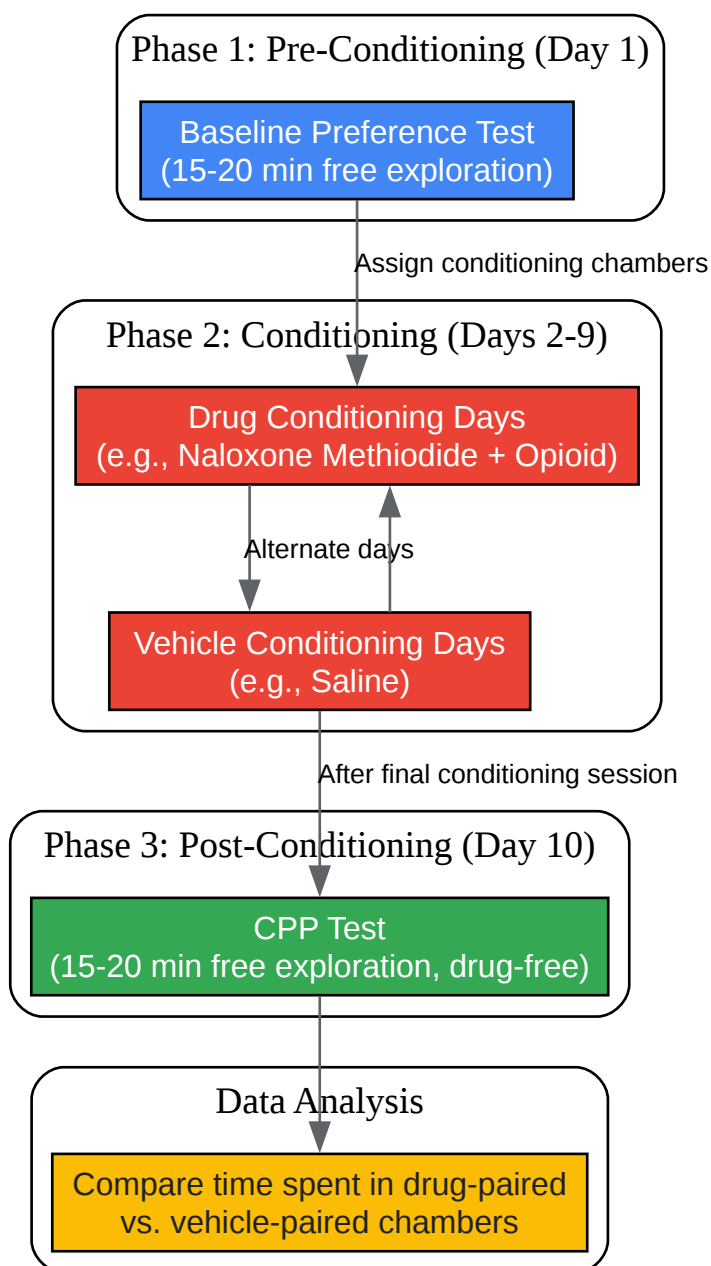 Phase 1: Pre-Conditioning (Day 1)
Baseline Preference Test
(15-20 min free exploration)
Assign conditioning chambers
Phase 2: Conditioning (Days 2-9)
Drug Conditioning Days
(e.g., Naloxone Methiodide + Opioid)
Alternate days
Vehicle Conditioning Days
(e.g., Saline)
After final conditioning session
Phase 3: Post-Conditioning (Day 10)
CPP Test
(15-20 min free exploration, drug-free)
Data Analysis
Compare time spent in drug-paired
vs. vehicle-paired chambers